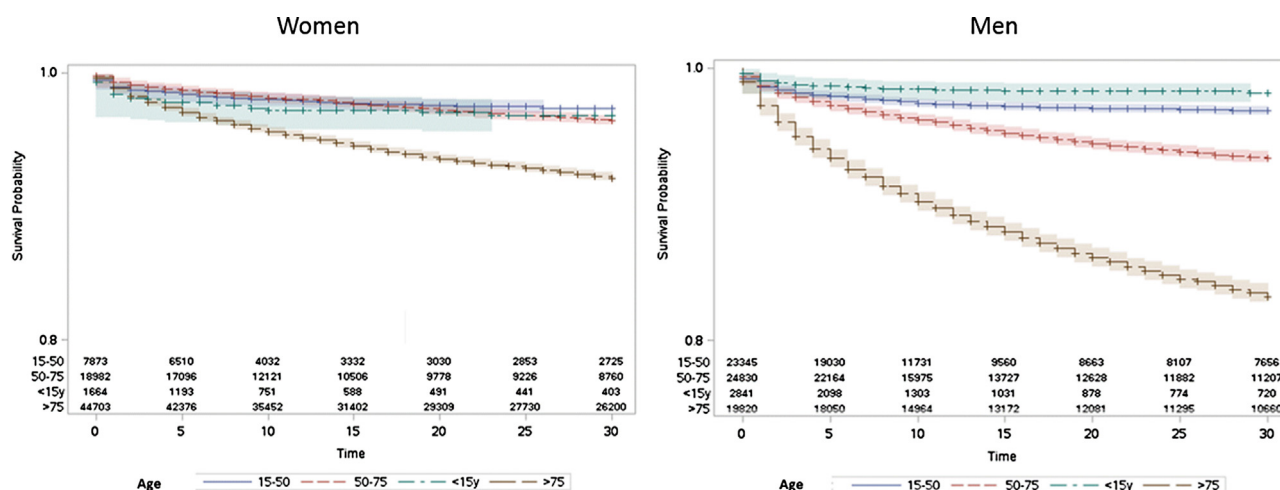 Women
1.0
Survival Probability
0.8
15-50 7873 6510 4032 3332 3030 2853 2725
50-75 18982 17096 12121 10506 9778 9226 8760
<15y 1664 1193 751 588 491 441 403
>75 44703 42376 35452 31402 29309 27730 26200
0 5 10 15 20 25 30
Time
Age 15-50 50-75 <15y >75
Men
1.0
Survival Probability
0.8
15-50 23345 19030 11731 9560 8663 8107 7656
50-75 24830 22164 15975 13727 12628 11882 11207
<15y 2841 2098 1303 1031 878 774 720
>75 19820 18050 14964 13172 12081 11295 10660
0 5 10 15 20 25 30
Time
Age 15-50 50-75 <15y >75